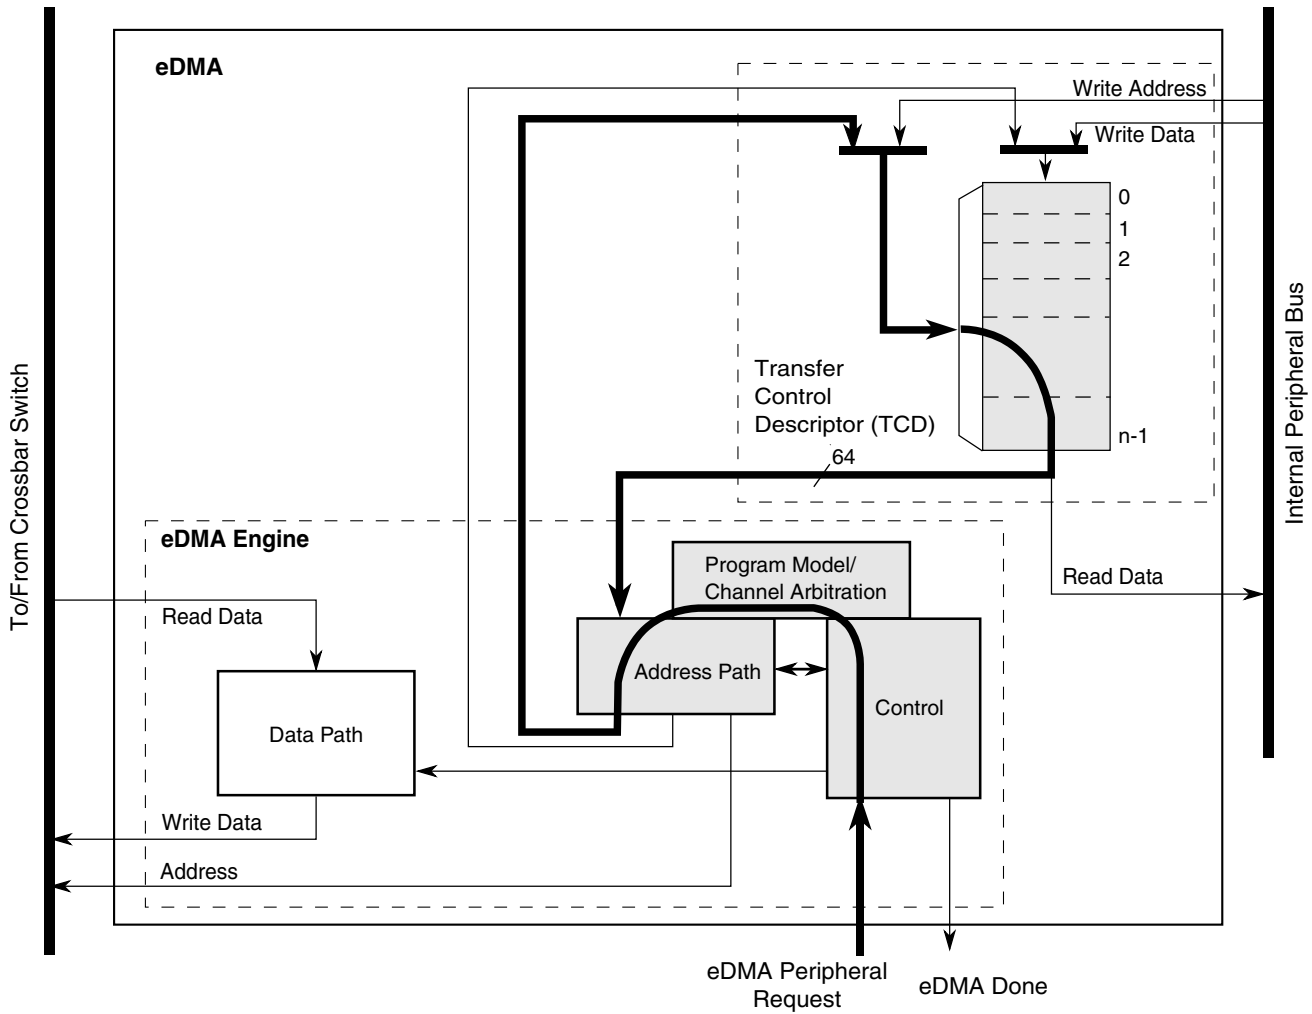 eDMA
Write Address
Write Data
0
1
2
n-1
Transfer
Control
Descriptor (TCD)
64
To/From Crossbar Switch
Internal Peripheral Bus
eDMA Engine
Program Model/
Channel Arbitration
Read Data
Read Data
Address Path
Control
Data Path
Write Data
Address
eDMA Peripheral
Request
eDMA Done